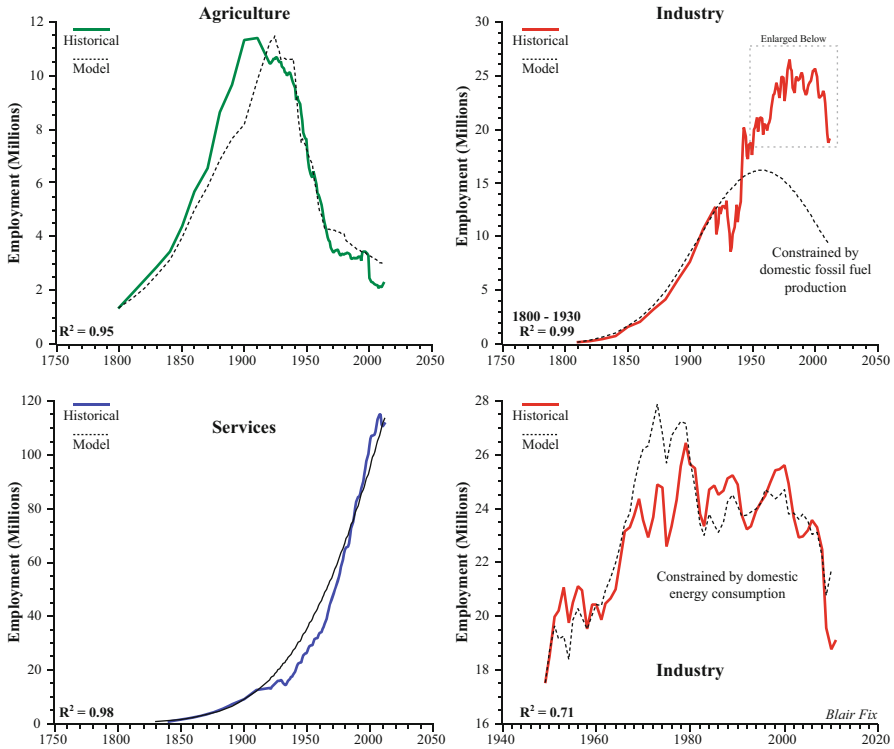 Agriculture
Historical
Model
Employment (Millions)
12
10
8
6
4
2
0
R² = 0.95
1750 1800 1850 1900 1950 2000 2050
Industry
Historical
Model
Enlarged Below
Employment (Millions)
30
25
20
15
10
5
0
Constrained by
domestic fossil fuel
production
1800 - 1930
R² = 0.99
1750 1800 1850 1900 1950 2000 2050
Services
Historical
Model
Employment (Millions)
120
100
80
60
40
20
0
R² = 0.98
1750 1800 1850 1900 1950 2000 2050
Historical
Model
Employment (Millions)
28
26
24
22
20
18
16
Constrained by domestic
energy consumption
Industry
R² = 0.71
Blair Fix
1940 1960 1980 2000 2020